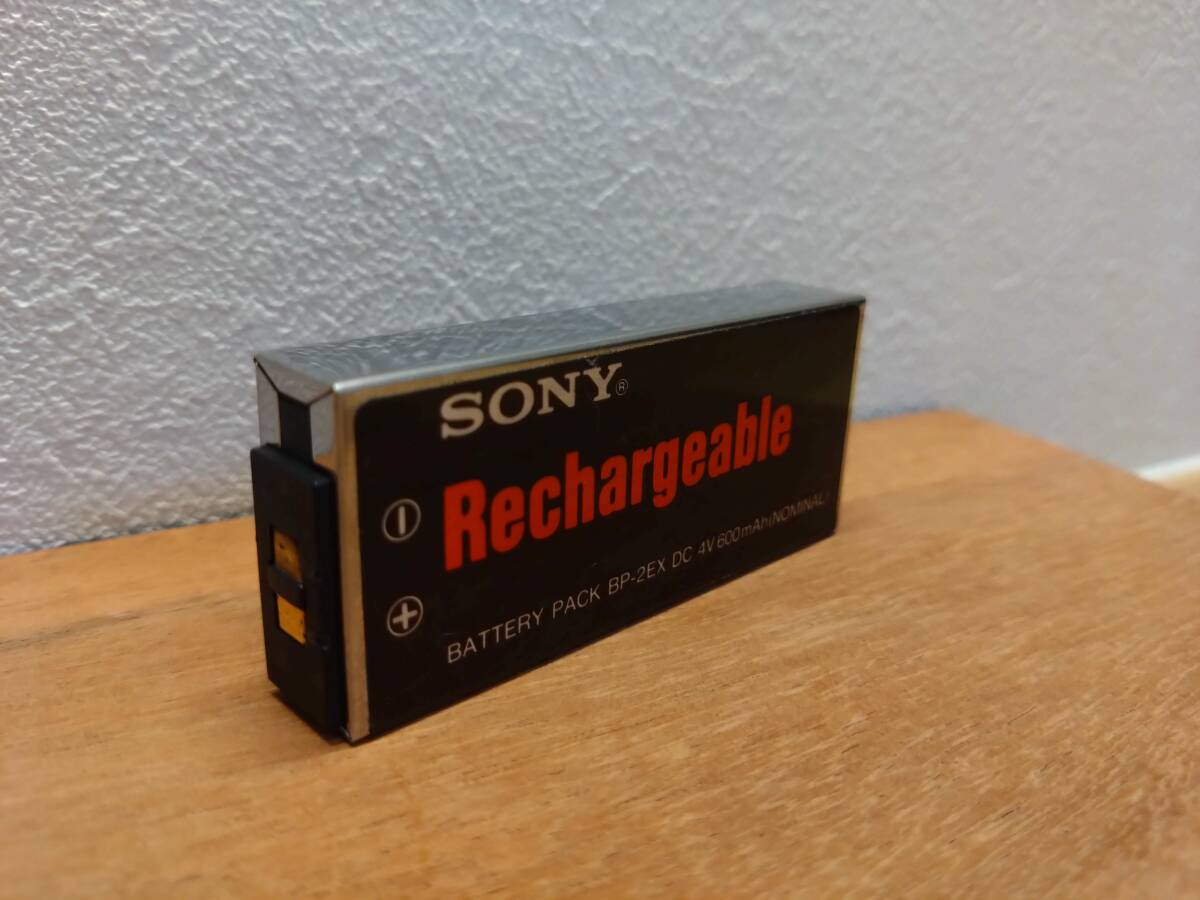 SONY®
Rechargeable
BATTERY PACK BP-2EX DC 4V 600mAh(NOMINAL)